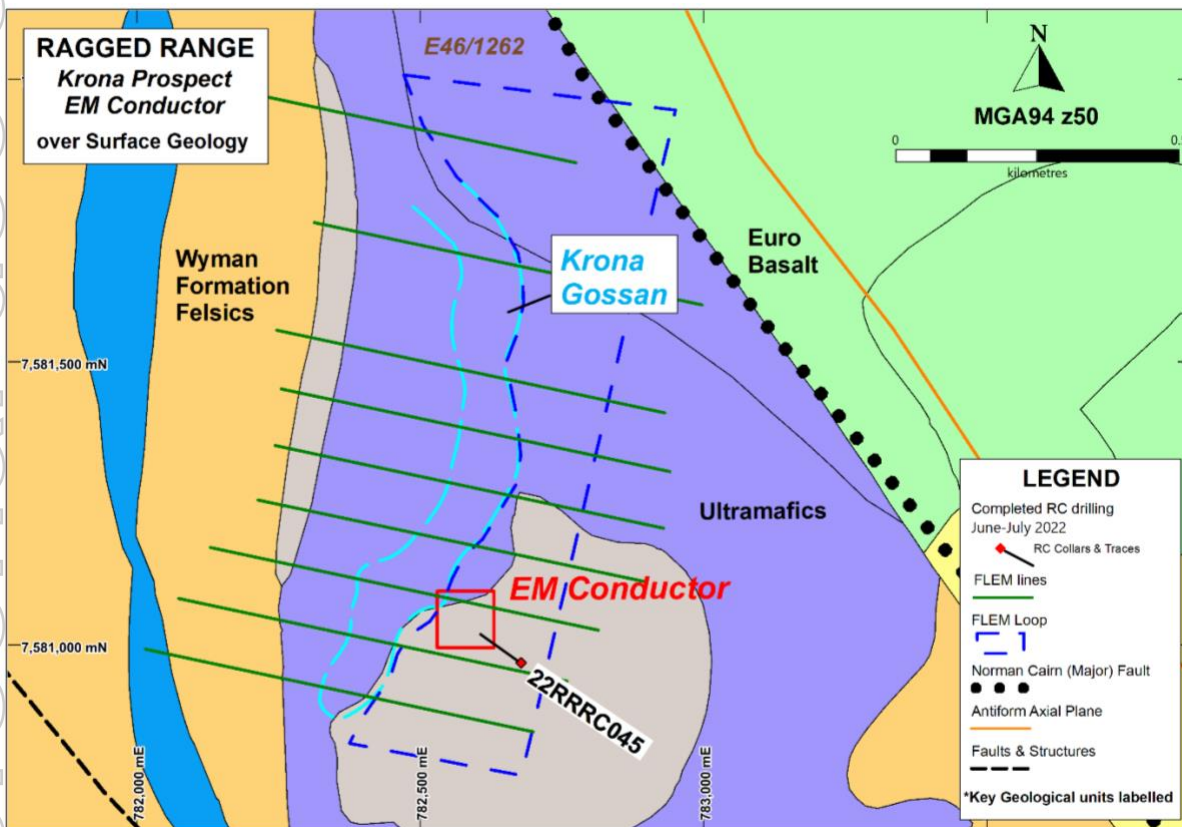 RAGGED RANGE
Krona Prospect
EM Conductor
over Surface Geology
E46/1262
N
MGA94 z50
0
0.5
kilometres
Wyman
Formation
Felsics
Krona
Gossan
Euro
Basalt
7,581,500 mN
Ultramafics
EM Conductor
7,581,000 mN
22RRRC045
782,000 mE
782,500 mE
783,000 mE
LEGEND
Completed RC drilling
June-July 2022
RC Collars & Traces
FLEM lines
FLEM Loop
Norman Cairn (Major) Fault
Antiform Axial Plane
Faults & Structures
*Key Geological units labelled